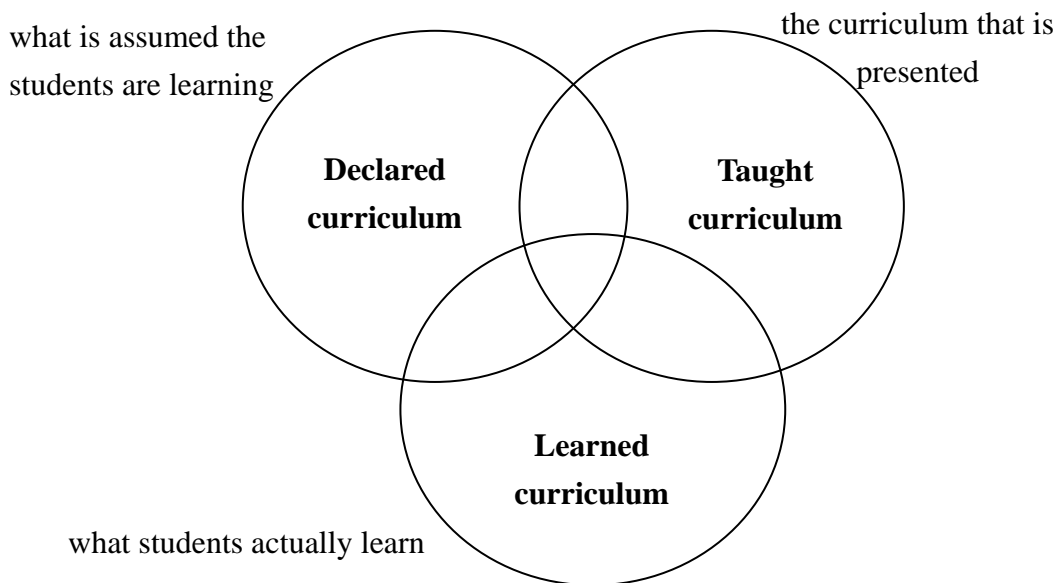 what is assumed the
students are learning
the curriculum that is
presented
Declared
curriculum
Taught
curriculum
Learned
curriculum
what students actually learn